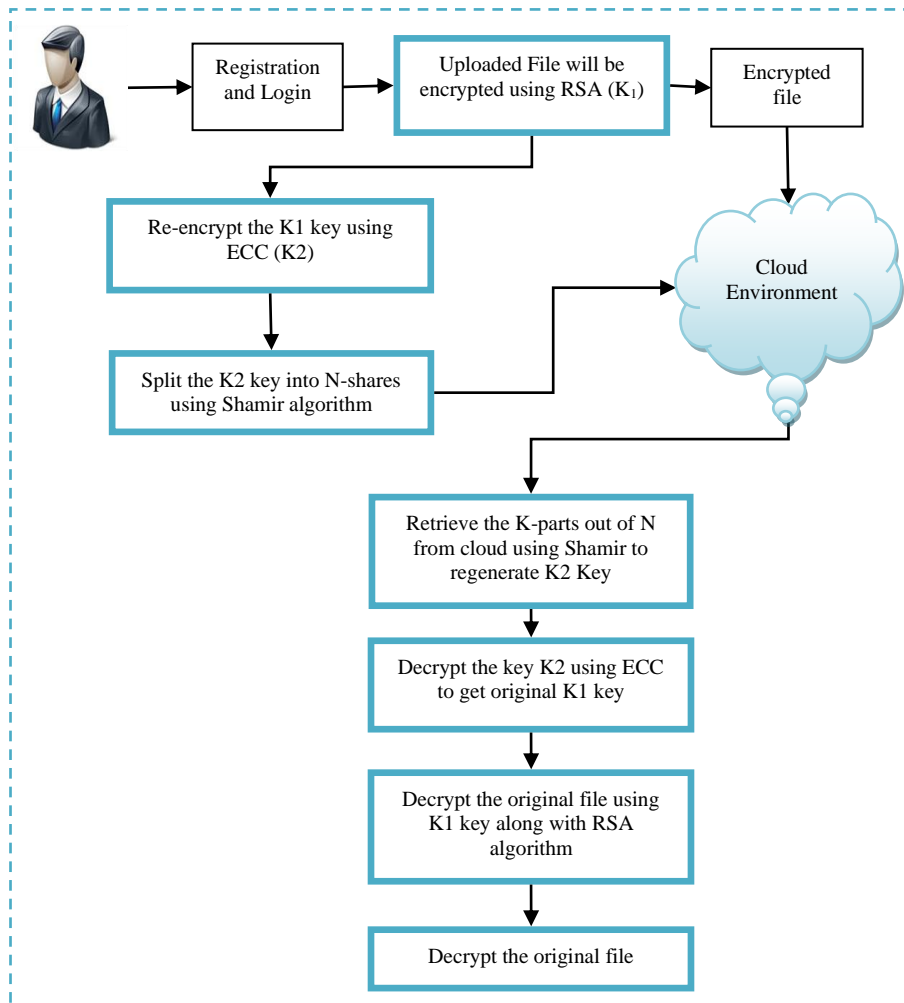 Registration
and Login
Uploaded File will be
encrypted using RSA (K₁)
Encrypted
file
Re-encrypt the K1 key using
ECC (K2)
Cloud
Environment
Split the K2 key into N-shares
using Shamir algorithm
Retrieve the K-parts out of N
from cloud using Shamir to
regenerate K2 Key
Decrypt the key K2 using ECC
to get original K1 key
Decrypt the original file using
K1 key along with RSA
algorithm
Decrypt the original file